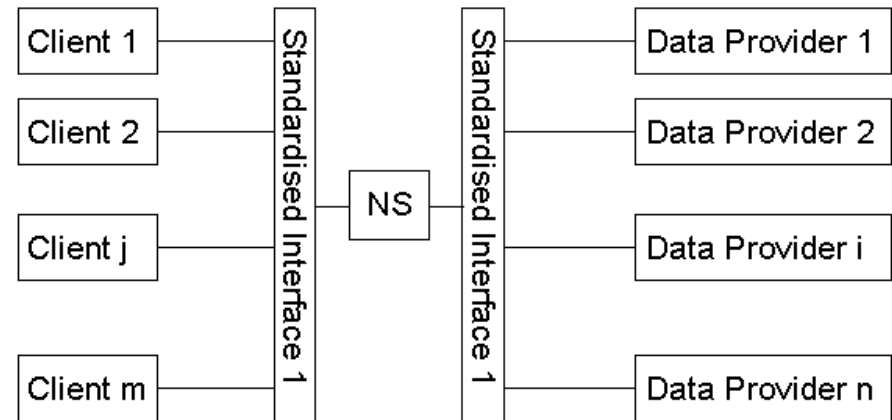 Client 1
Client 2
Client j
Client m
Standardised Interface 1
NS
Standardised Interface 1
Data Provider 1
Data Provider 2
Data Provider i
Data Provider n